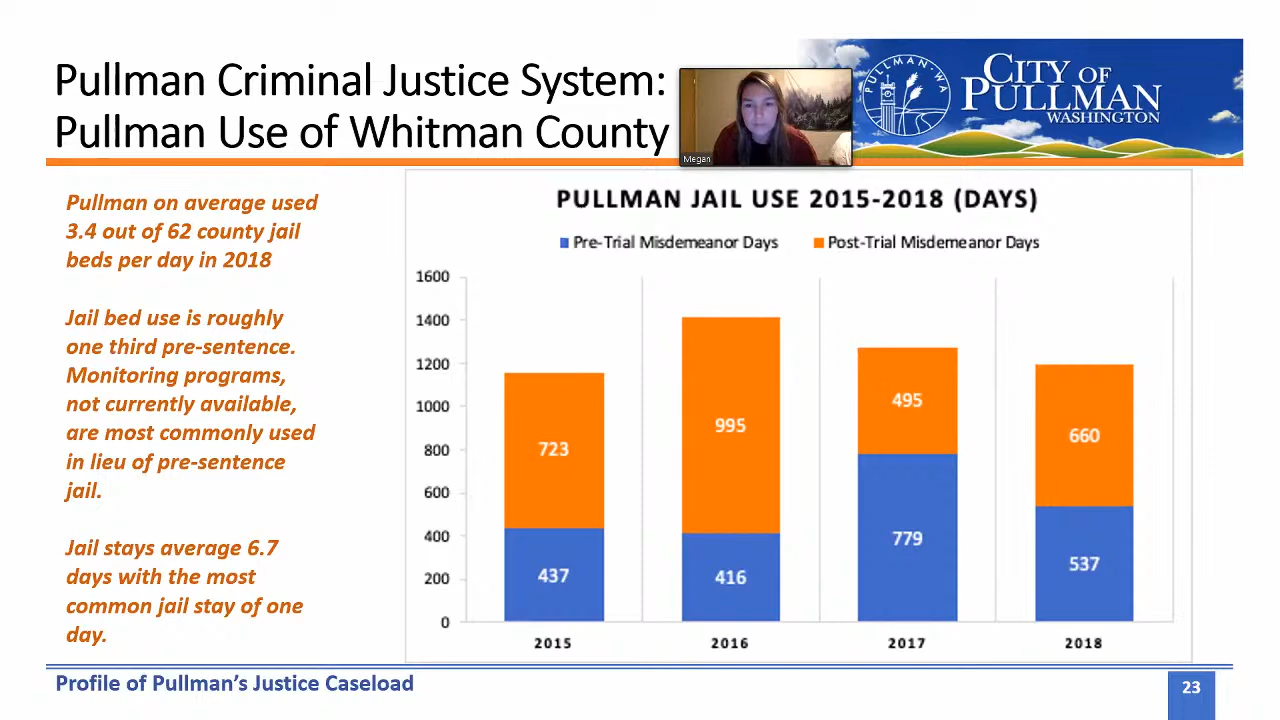 Pullman Criminal Justice System:
Pullman Use of Whitman County
Megan
PULLMAN·WA
CITY OF
PULLMAN
WASHINGTON
Pullman on average used
3.4 out of 62 county jail
beds per day in 2018
Jail bed use is roughly
one third pre-sentence.
Monitoring programs,
not currently available,
are most commonly used
in lieu of pre-sentence
jail.
Jail stays average 6.7
days with the most
common jail stay of one
day.
PULLMAN JAIL USE 2015-2018 (DAYS)
Pre-Trial Misdemeanor Days
Post-Trial Misdemeanor Days
1600
1400
1200
1000
800
600
400
200
0
723
437
995
416
495
779
660
537
2015
2016
2017
2018
Profile of Pullman’s Justice Caseload
23